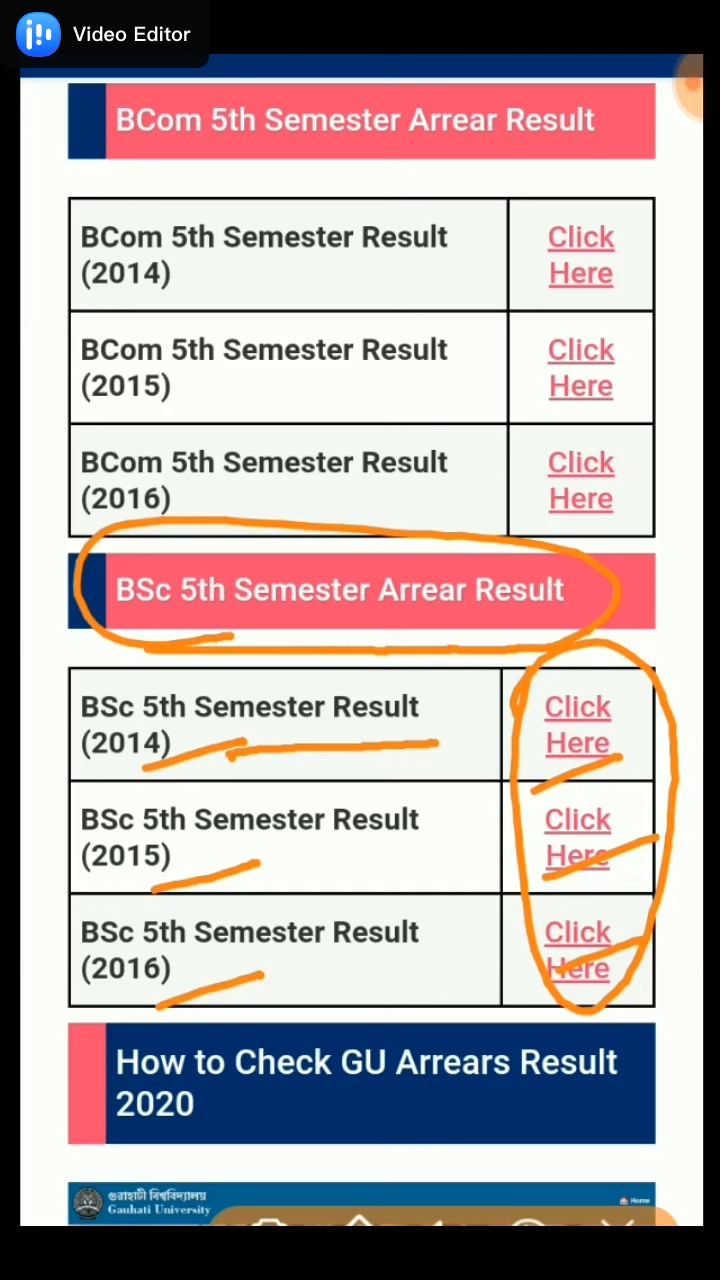 Video Editor
BCom 5th Semester Arrear Result
BCom 5th Semester Result
(2014)
Click
Here
BCom 5th Semester Result
(2015)
Click
Here
BCom 5th Semester Result
(2016)
Click
Here
BSc 5th Semester Arrear Result
BSc 5th Semester Result
(2014)
Click
Here
BSc 5th Semester Result
(2015)
Click
Here
BSc 5th Semester Result
(2016)
Click
Here
How to Check GU Arrears Result
2020
গুৱাহাটী বিশ্ববিদ্যালয়
Gauhati University
Home